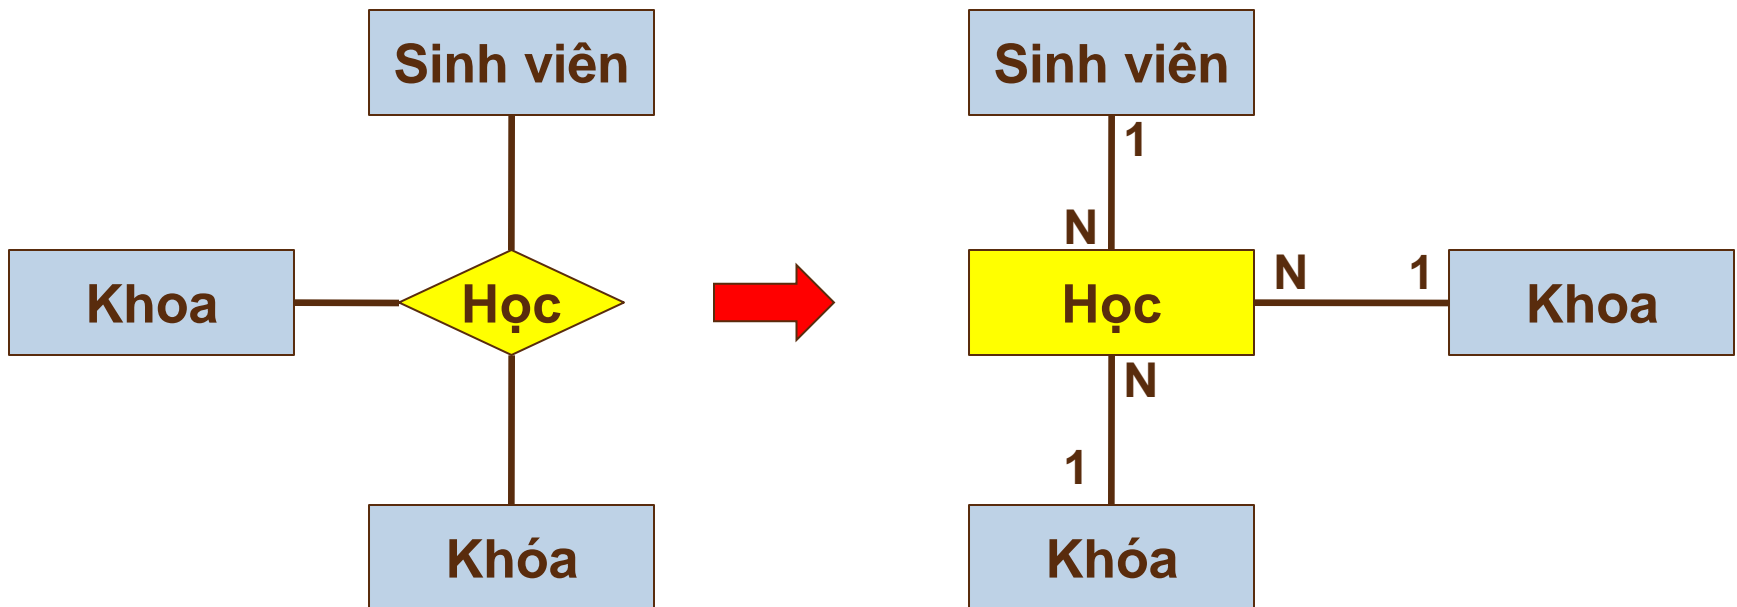 Sinh viên
Khoa
Học
Khóa
Sinh viên
1
N
Học
N
1
Khoa
N
1
Khóa